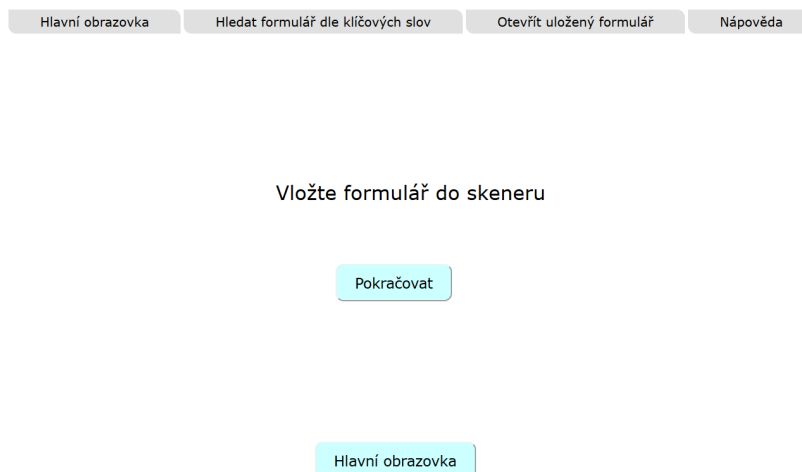 Hlavní obrazovka Hledat formulář dle klíčových slov Otevřít uložený formulář Nápověda
Vložte formulář do skeneru
Pokračovat
Hlavní obrazovka